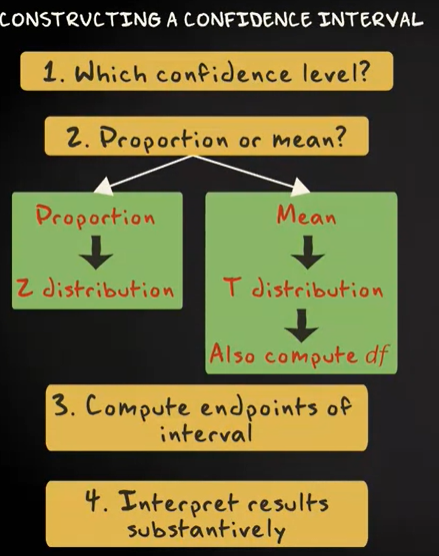 CONSTRUCTING A CONFIDENCE INTERVAL
1. Which confidence level?
2. Proportion or mean?
Proportion
Z distribution
Mean
T distribution
Also compute df
3. Compute endpoints of
interval
4. Interpret results
substantively